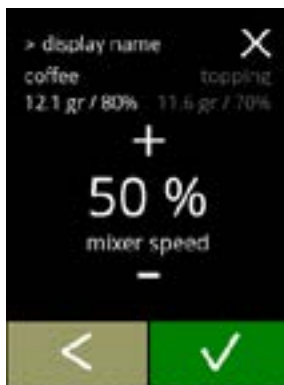 > display name
coffee topping
12.1 gr / 80% 11.6 gr / 70%
+
50 %
mixer speed
-
<